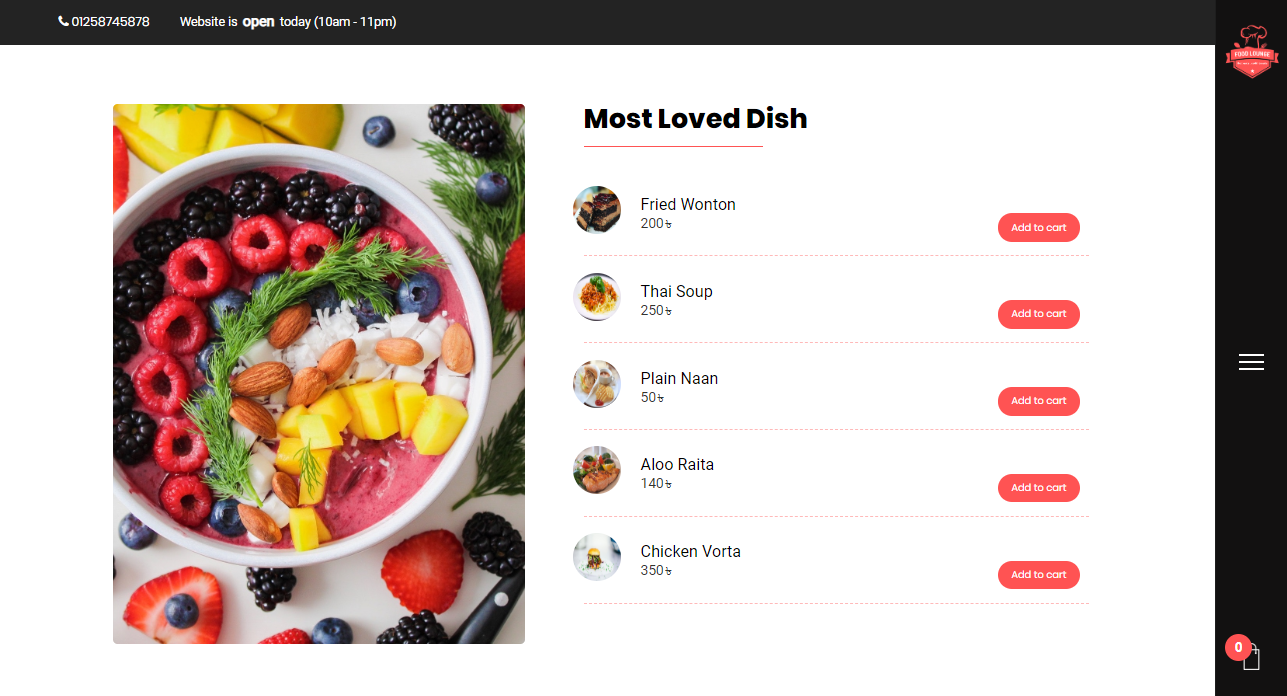 01258745878 Website is open today (10am - 11pm)
FOOD LOUNGE
Most Loved Dish
Fried Wonton
200৳
Add to cart
Thai Soup
250৳
Add to cart
Plain Naan
50৳
Add to cart
Aloo Raita
140৳
Add to cart
Chicken Vorta
350৳
Add to cart
0